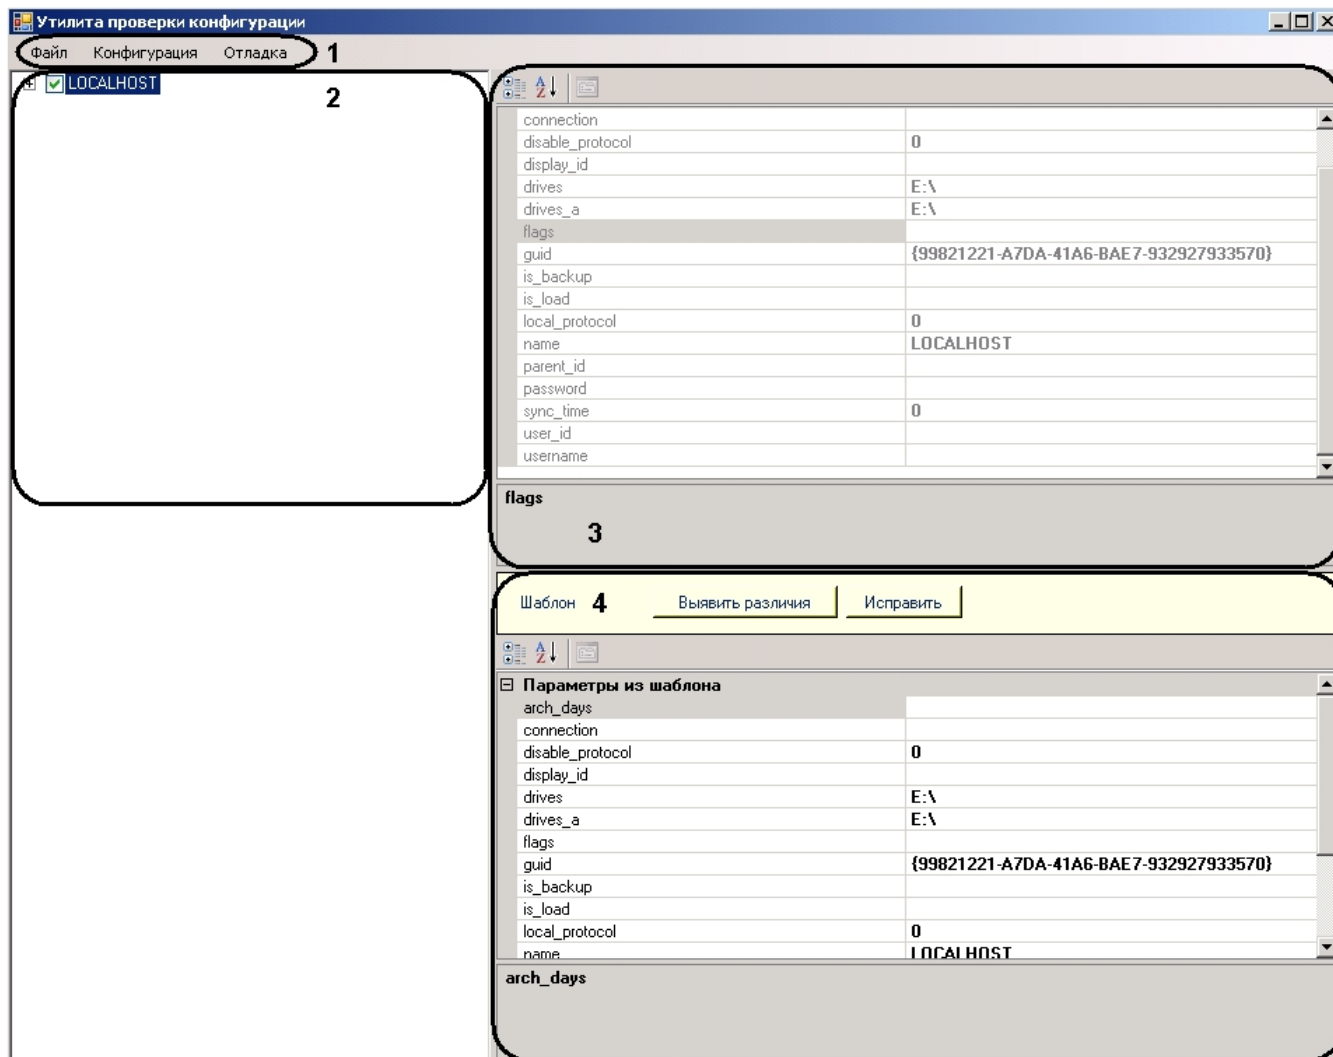 Утилита проверки конфигурации
Файл Конфигурация Отладка 1
LOCALHOST
2
connection
disable_protocol 0
display_id
drives E:\
drives_a E:\
flags
guid {99821221-A7DA-41A6-BAE7-932927933570}
is_backup
is_load
local_protocol 0
name LOCALHOST
parent_id
password
sync_time 0
user_id
username
flags
3
Шаблон 4 Выявить различия Исправить
Параметры из шаблона
arch_days
connection
disable_protocol 0
display_id
drives E:\
drives_a E:\
flags
guid {99821221-A7DA-41A6-BAE7-932927933570}
is_backup
is_load
local_protocol 0
name LOCALHOST
arch_days